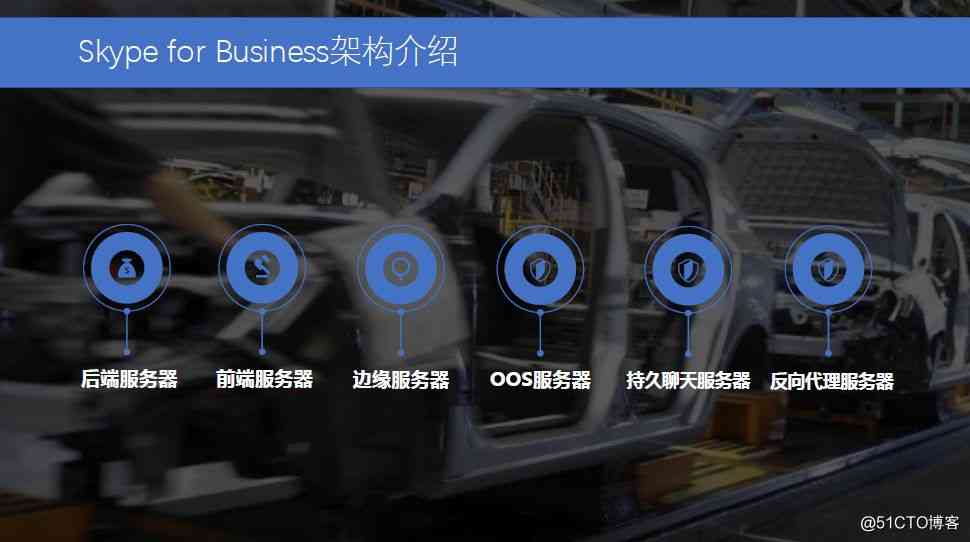 Skype for Business架构介绍
后端服务器
前端服务器
边缘服务器
OOS服务器
持久聊天服务器
反向代理服务器
@51CTO博客